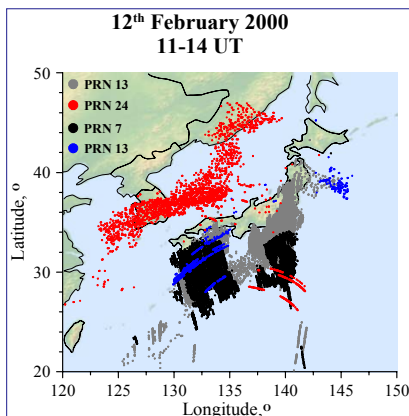 12th February 2000
11-14 UT
50
PRN 13
PRN 24
PRN 7
PRN 13
40
30
20
Latitude, o
120 125 130 135 140 145 150
Longitude,o